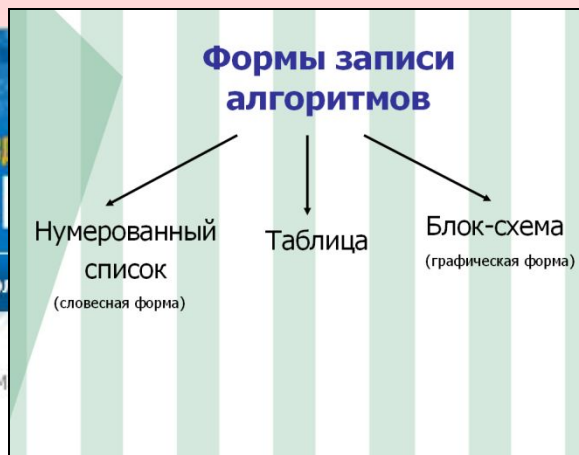 Формы записи
алгоритмов
Нумерованный
список
(словесная форма)
Таблица
Блок-схема
(графическая форма)